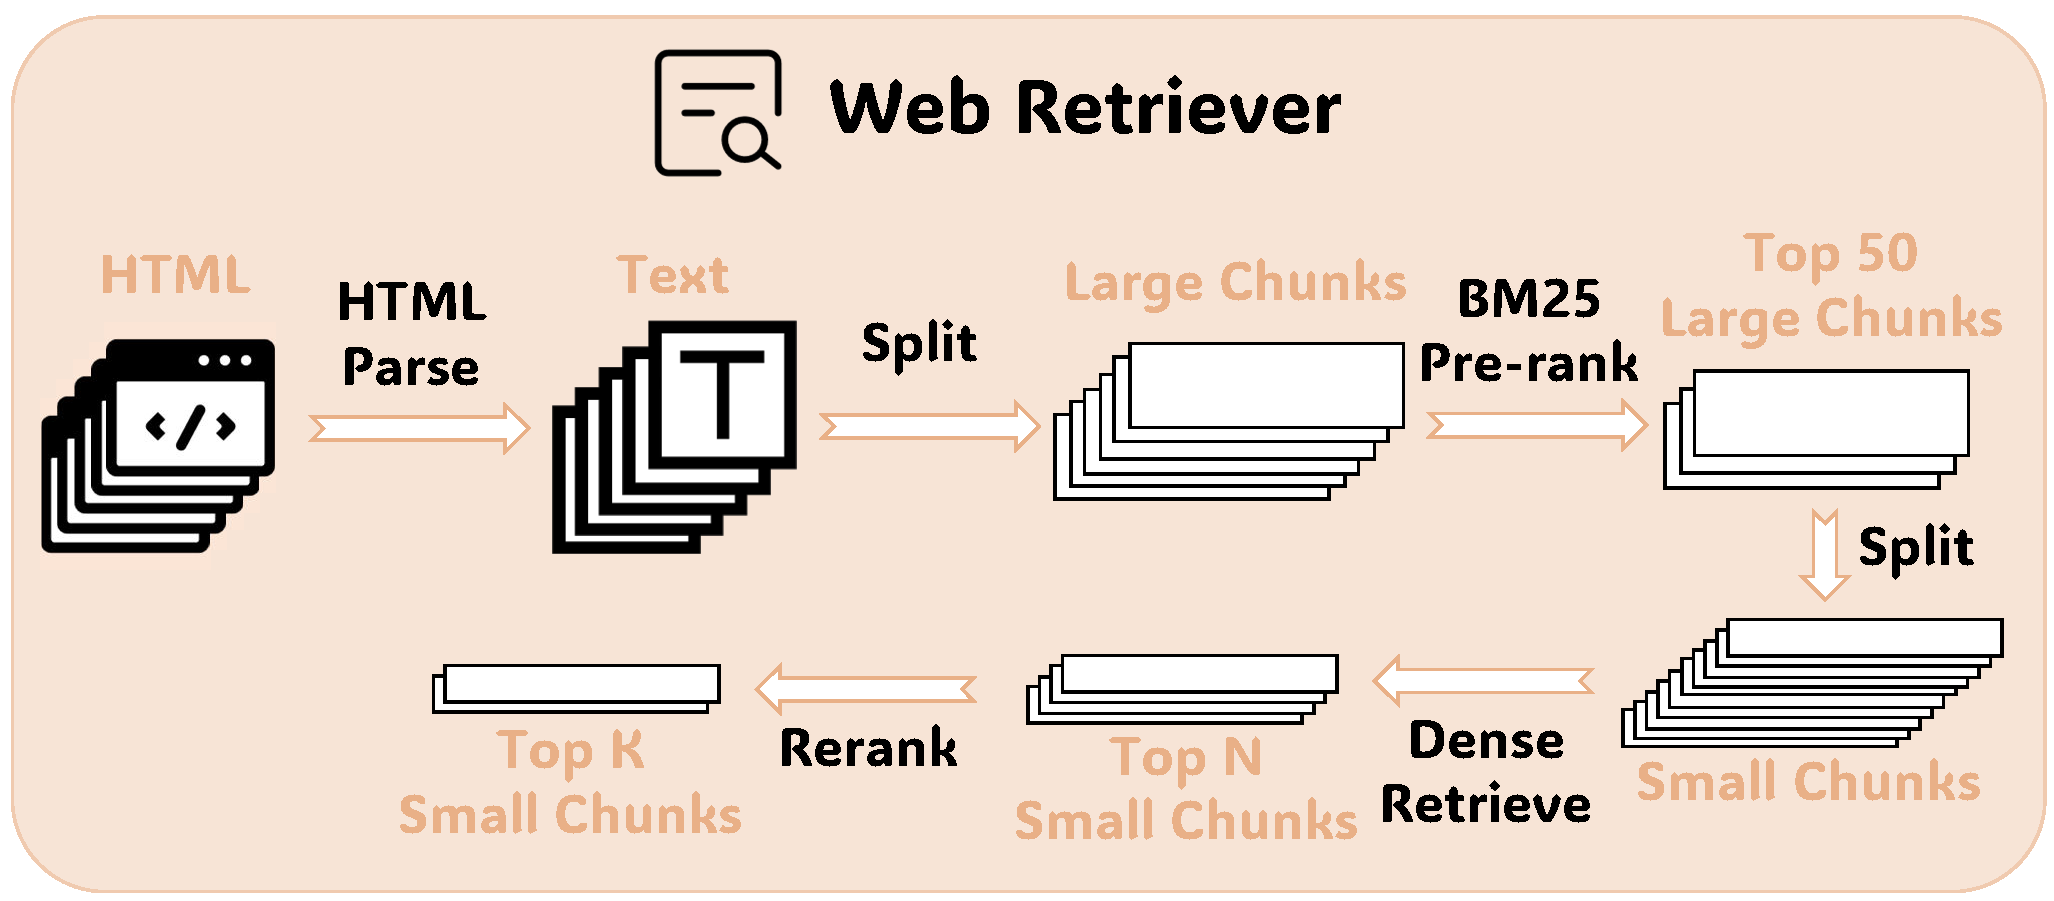 Web Retriever
HTML
HTML
Parse
Text
T
Split
Large Chunks
BM25
Pre-rank
Top 50
Large Chunks
</>
Split
Small Chunks
Dense
Retrieve
Top N
Small Chunks
Rerank
Top K
Small Chunks